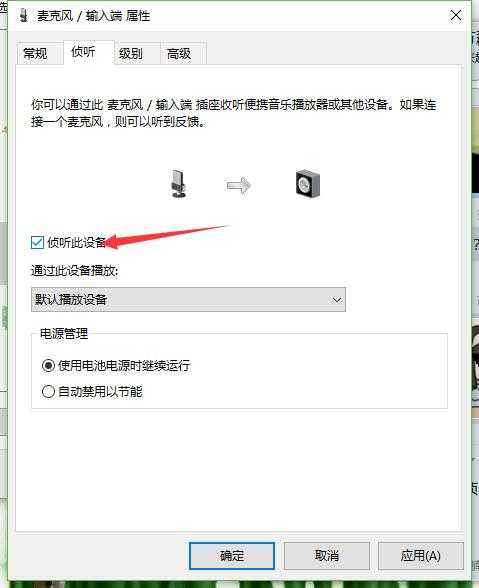 麦克风 / 输入端 属性
常规 侦听 级别 高级
你可以通过此 麦克风 / 输入端 插座收听便携音乐播放器或其他设备。如果连
接一个麦克风，则可以听到反馈。
侦听此设备
通过此设备播放:
默认播放设备
电源管理
使用电池电源时继续运行
自动禁用以节能
确定 取消 应用(A)